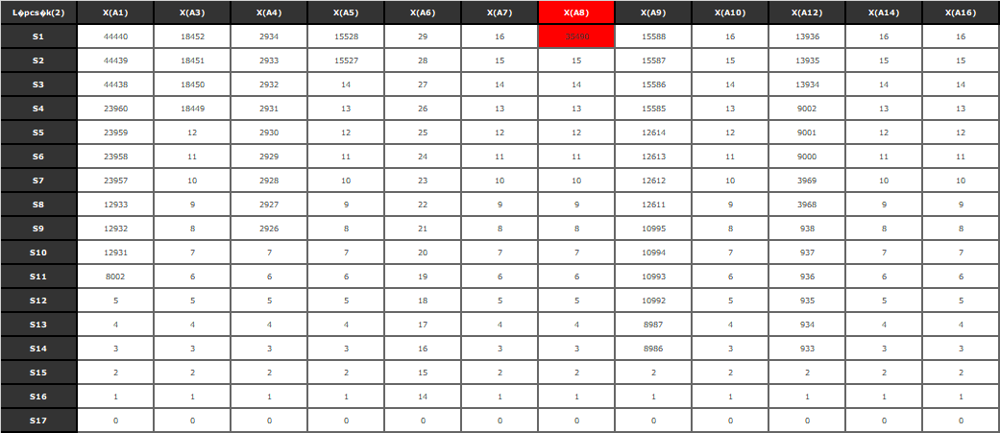 L�pcs�k(2) X(A1) X(A3) X(A4) X(A5) X(A6) X(A7) X(A8) X(A9) X(A10) X(A12) X(A14) X(A16)
S1 44440 18452 2934 15528 29 16 15588 16 13936 16 16
S2 44439 18451 2933 15527 28 15 15 15587 15 13935 15 15
S3 44438 18450 2932 14 27 14 14 15586 14 13934 14 14
S4 23960 18449 2931 13 26 13 13 15585 13 9002 13 13
S5 23959 12 2930 12 25 12 12 12614 12 9001 12 12
S6 23958 11 2929 11 24 11 11 12613 11 9000 11 11
S7 23957 10 2928 10 23 10 10 12612 10 3969 10 10
S8 12933 9 2927 9 22 9 9 12611 9 3968 9 9
S9 12932 8 2926 8 21 8 8 10995 8 938 8 8
S10 12931 7 7 7 20 7 7 10994 7 937 7 7
S11 8002 6 6 6 19 6 6 10993 6 936 6 6
S12 5 5 5 5 18 5 5 10992 5 935 5 5
S13 4 4 4 4 17 4 4 8987 4 934 4 4
S14 3 3 3 3 16 3 3 8986 3 933 3 3
S15 2 2 2 2 15 2 2 2 2 2 2 2
S16 1 1 1 1 14 1 1 1 1 1 1 1
S17 0 0 0 0 0 0 0 0 0 0 0 0